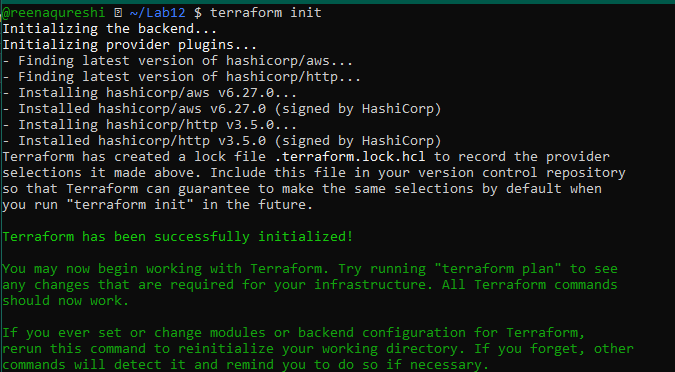 @reenaqureshi ~/Lab12 $ terraform init
Initializing the backend...
Initializing provider plugins...
- Finding latest version of hashicorp/aws...
- Finding latest version of hashicorp/http...
- Installing hashicorp/aws v6.27.0...
- Installed hashicorp/aws v6.27.0 (signed by HashiCorp)
- Installing hashicorp/http v3.5.0...
- Installed hashicorp/http v3.5.0 (signed by HashiCorp)
Terraform has created a lock file .terraform.lock.hcl to record the provider
selections it made above. Include this file in your version control repository
so that Terraform can guarantee to make the same selections by default when
you run "terraform init" in the future.
Terraform has been successfully initialized!
You may now begin working with Terraform. Try running "terraform plan" to see
any changes that are required for your infrastructure. All Terraform commands
should now work.
If you ever set or change modules or backend configuration for Terraform,
rerun this command to reinitialize your working directory. If you forget, other
commands will detect it and remind you to do so if necessary.